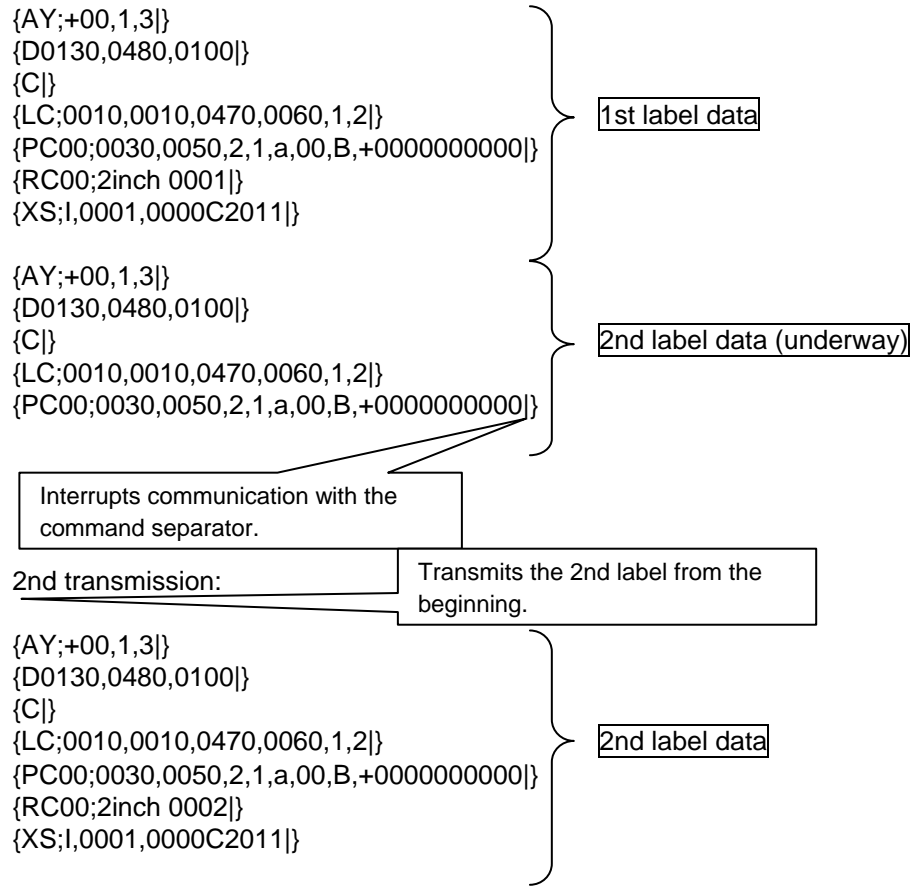 {AY;+00,1,3|}
{D0130,0480,0100|}
{C|}
{LC;0010,0010,0470,0060,1,2|}
1st label data
{PC00;0030,0050,2,1,a,00,B,+0000000000|}
{RC00;2inch 0001|}
{XS;I,0001,0000C2011|}
{AY;+00,1,3|}
{D0130,0480,0100|}
{C|}
2nd label data (underway)
{LC;0010,0010,0470,0060,1,2|}
{PC00;0030,0050,2,1,a,00,B,+0000000000|}
Interrupts communication with the
command separator.
2nd transmission:
Transmits the 2nd label from the
beginning.
{AY;+00,1,3|}
{D0130,0480,0100|}
{C|}
{LC;0010,0010,0470,0060,1,2|}
2nd label data
{PC00;0030,0050,2,1,a,00,B,+0000000000|}
{RC00;2inch 0002|}
{XS;I,0001,0000C2011|}